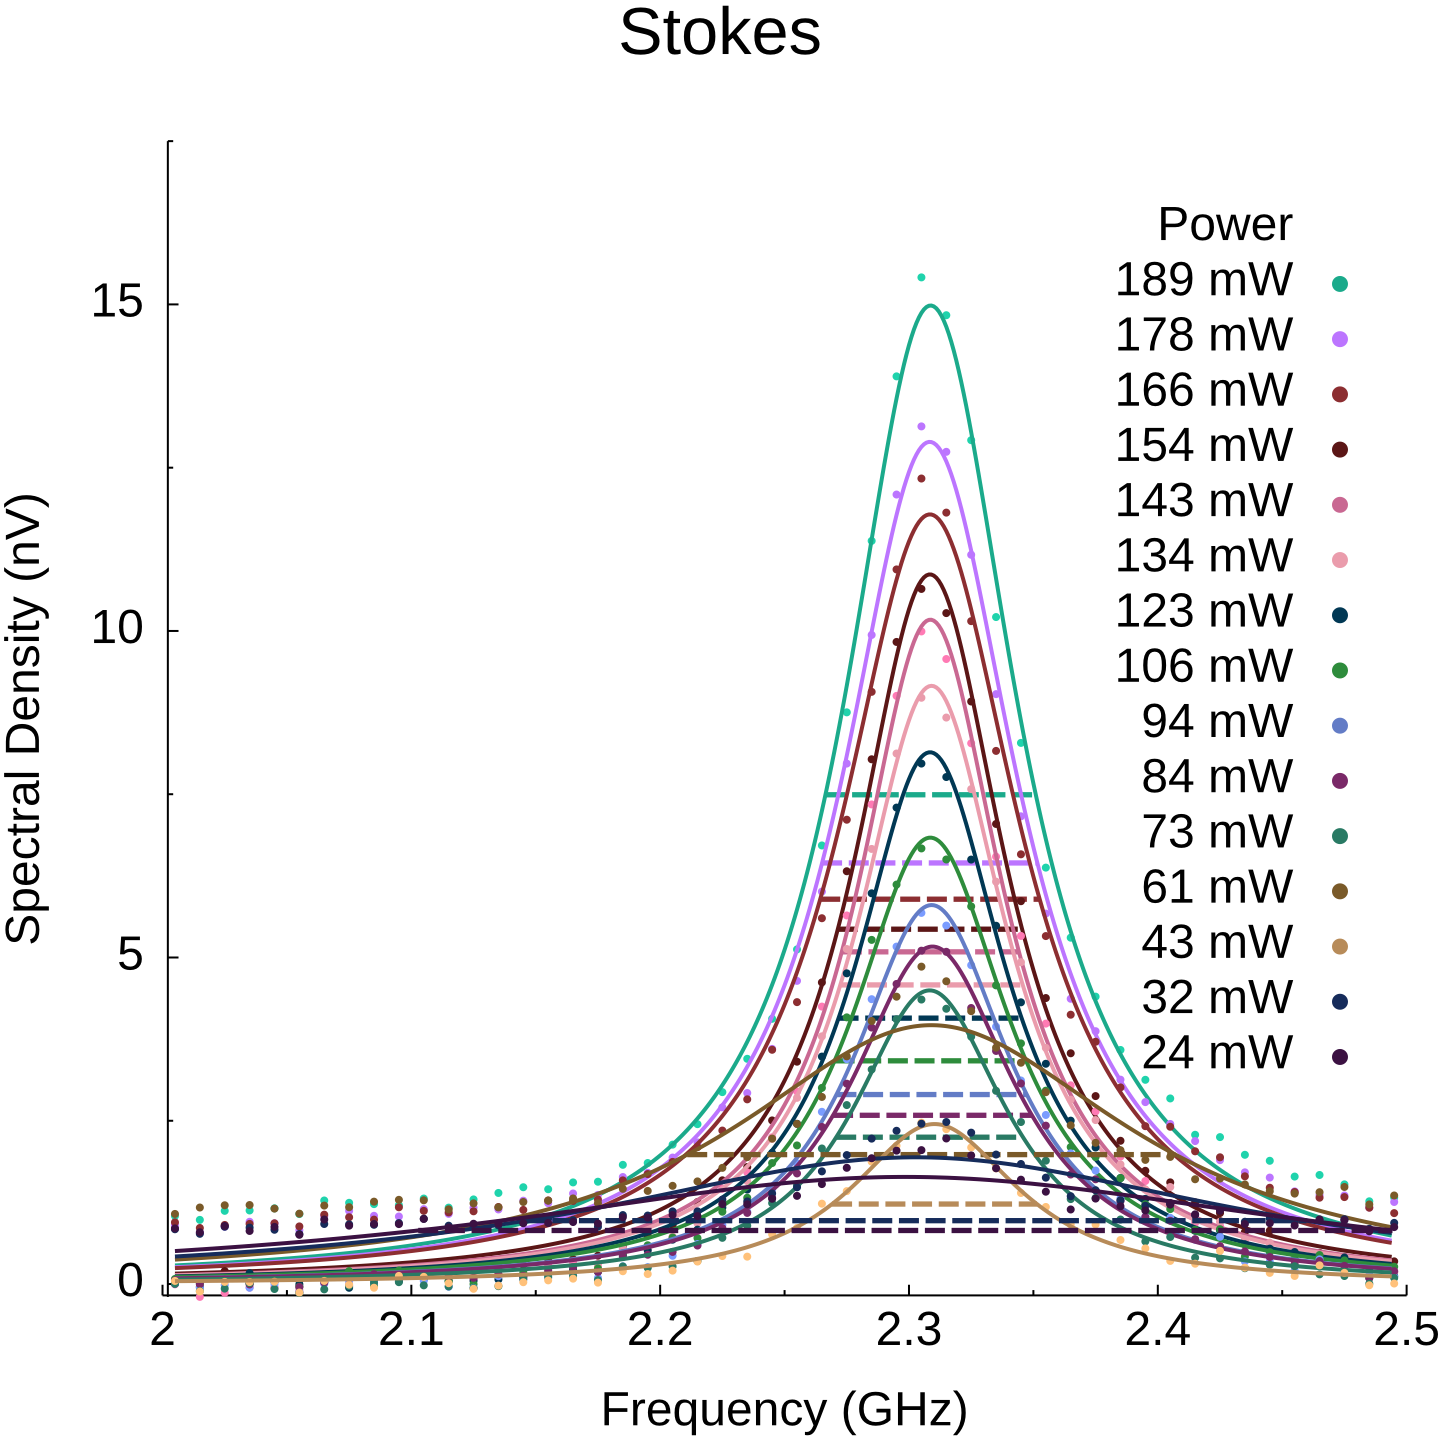 Stokes
Power
189 mW
178 mW
166 mW
154 mW
143 mW
134 mW
123 mW
106 mW
94 mW
84 mW
73 mW
61 mW
43 mW
32 mW
24 mW
Spectral Density (nV)
15
10
5
0
2
2.1
2.2
2.3
2.4
2.5
Frequency (GHz)